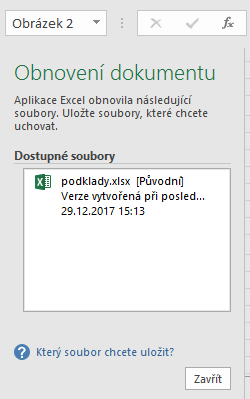 Obrázek 2
fx
Obnovení dokumentu
Aplikace Excel obnovila následující
soubory. Uložte soubory, které chcete
uchovat.
Dostupné soubory
podklady.xlsx [Původní]
Verze vytvořená při posled...
29.12.2017 15:13
? Který soubor chcete uložit?
Zavřít